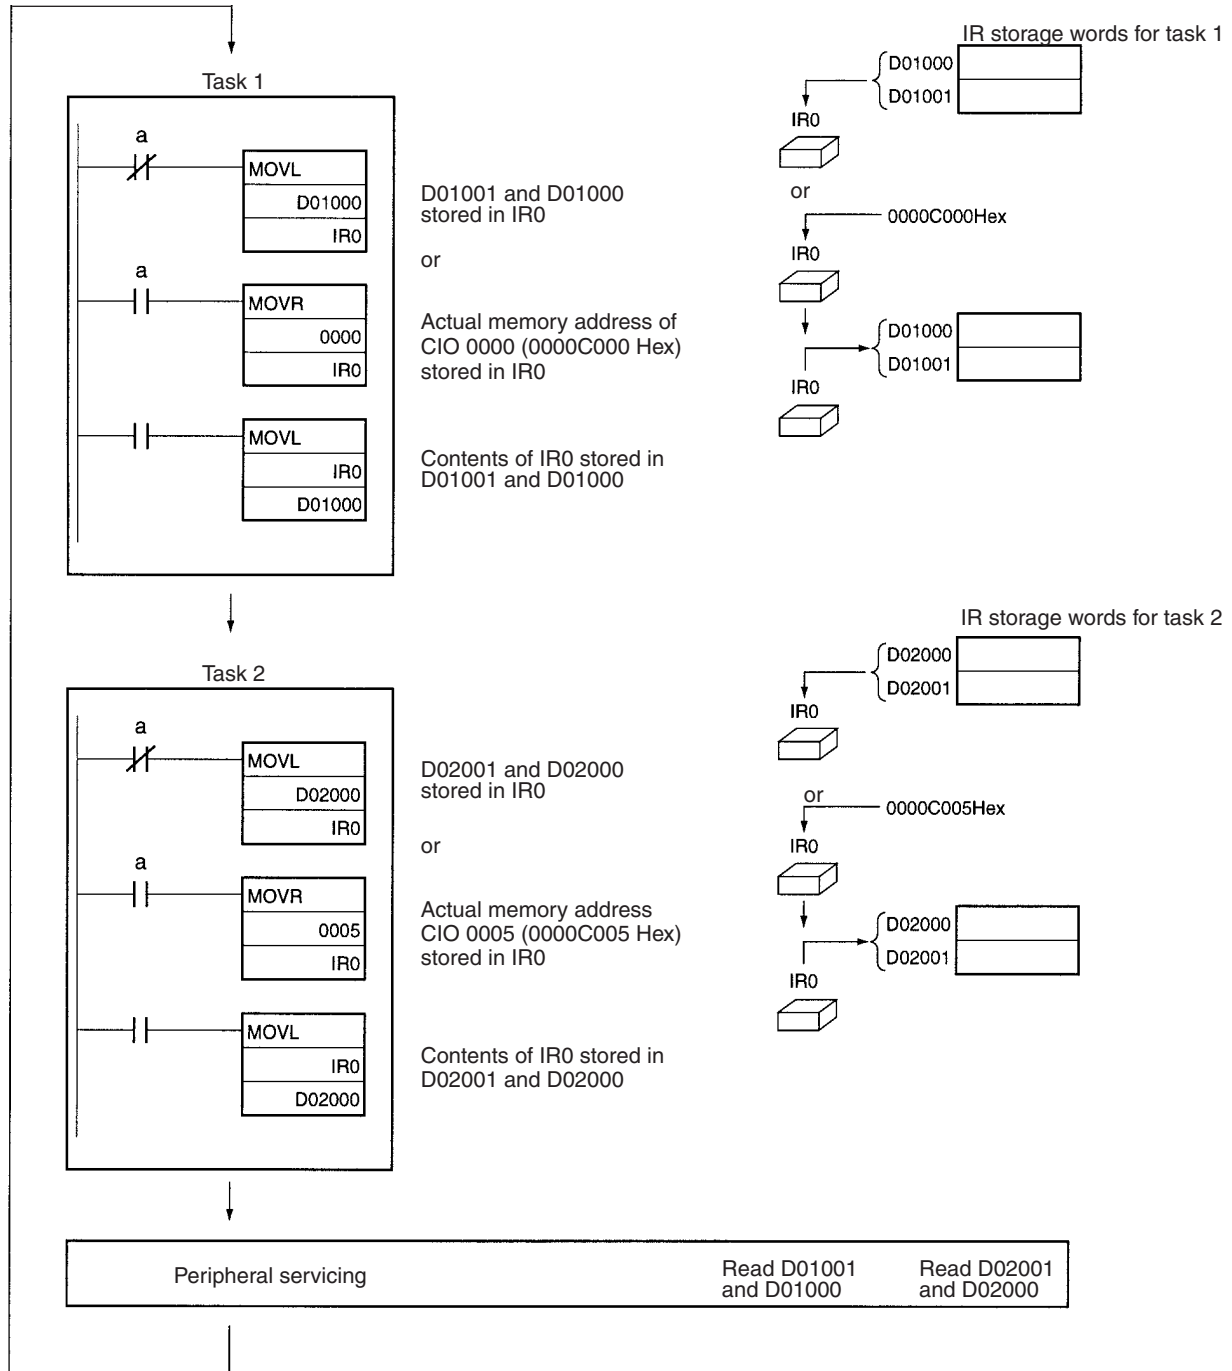 IR storage words for task 1
Task 1
D01000
D01001
IR0
a
MOVL
D01000
IR0
D01001 and D01000
stored in IR0
or
or
0000C000Hex
IR0
a
MOVR
0000
IR0
Actual memory address of
CIO 0000 (0000C000 Hex)
stored in IR0
D01000
D01001
IR0
MOVL
IR0
D01000
Contents of IR0 stored in
D01001 and D01000
IR storage words for task 2
Task 2
D02000
D02001
IR0
a
MOVL
D02000
IR0
D02001 and D02000
stored in IR0
or
or
0000C005Hex
IR0
a
MOVR
0005
IR0
Actual memory address
CIO 0005 (0000C005 Hex)
stored in IR0
D02000
D02001
IR0
MOVL
IR0
D02000
Contents of IR0 stored in
D02001 and D02000
Peripheral servicing
Read D01001
and D01000
Read D02001
and D02000